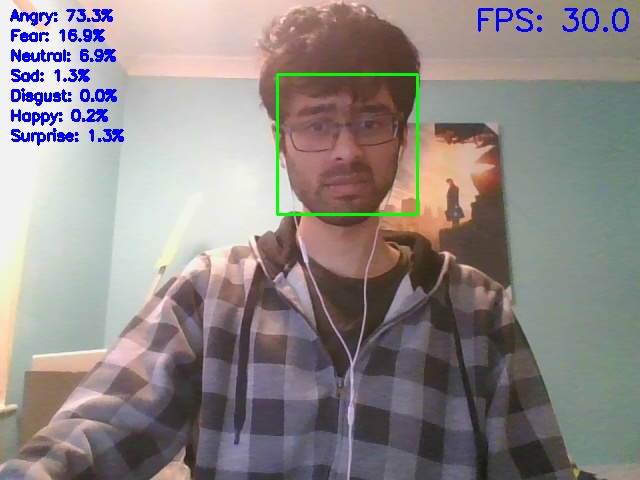 Angry: 73.3%
Fear: 16.9%
Neutral: 6.9%
Sad: 1.3%
Disgust: 0.0%
Happy: 0.2%
Surprise: 1.3%
FPS: 30.0